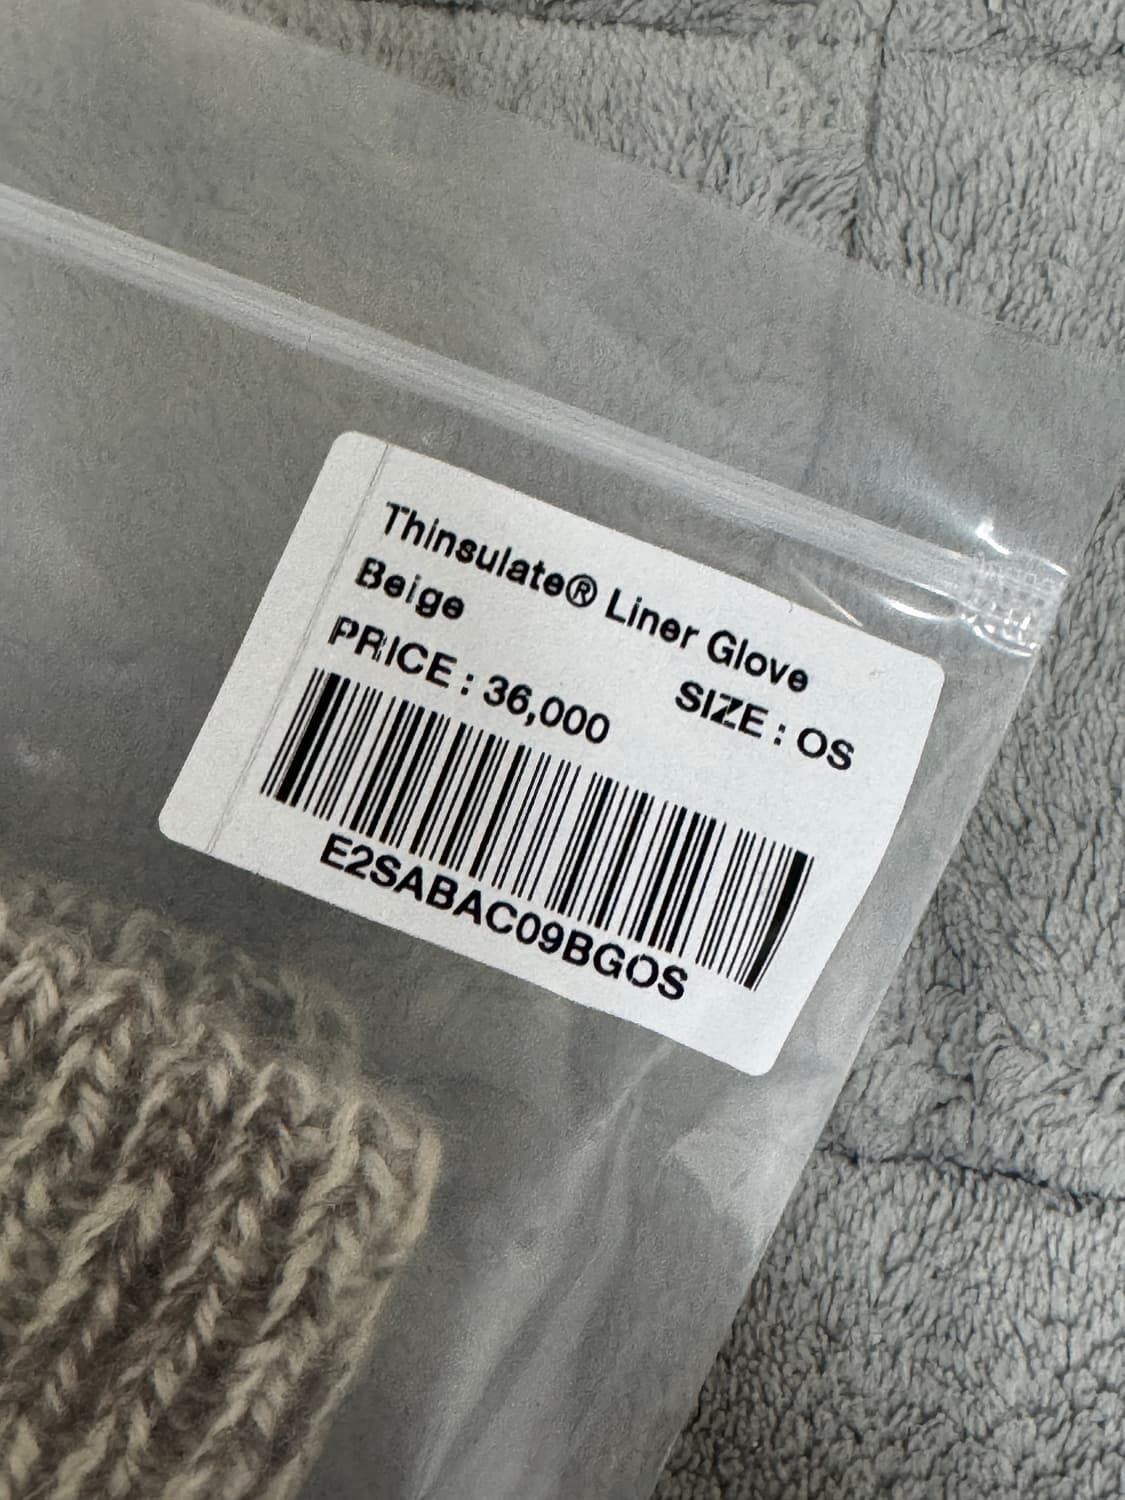 Thinsulate® Liner Glove
Beige
SIZE : OS
PRICE : 36,000
E2SABAC09BGOS